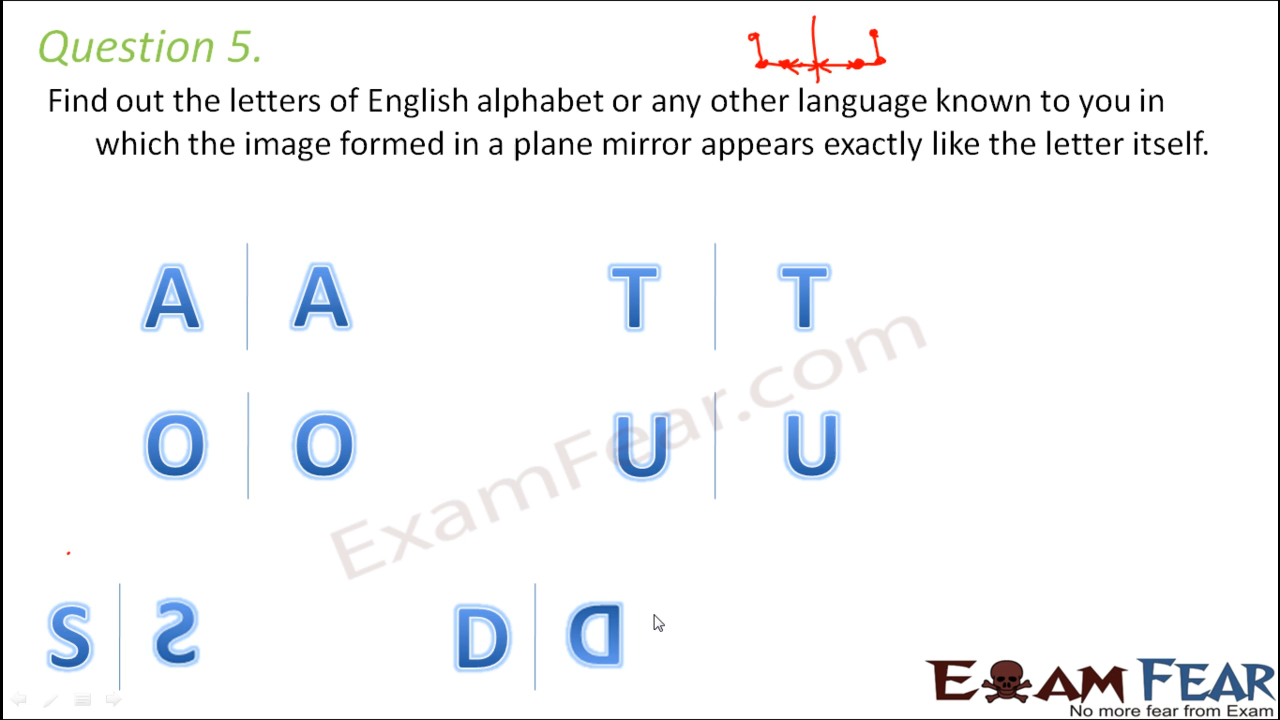 Question 5.
Find out the letters of English alphabet or any other language known to you in
which the image formed in a plane mirror appears exactly like the letter itself.
A A T T
O O U U
S S D D
ExamFear.com
EXAM FEAR
No more fear from Exam